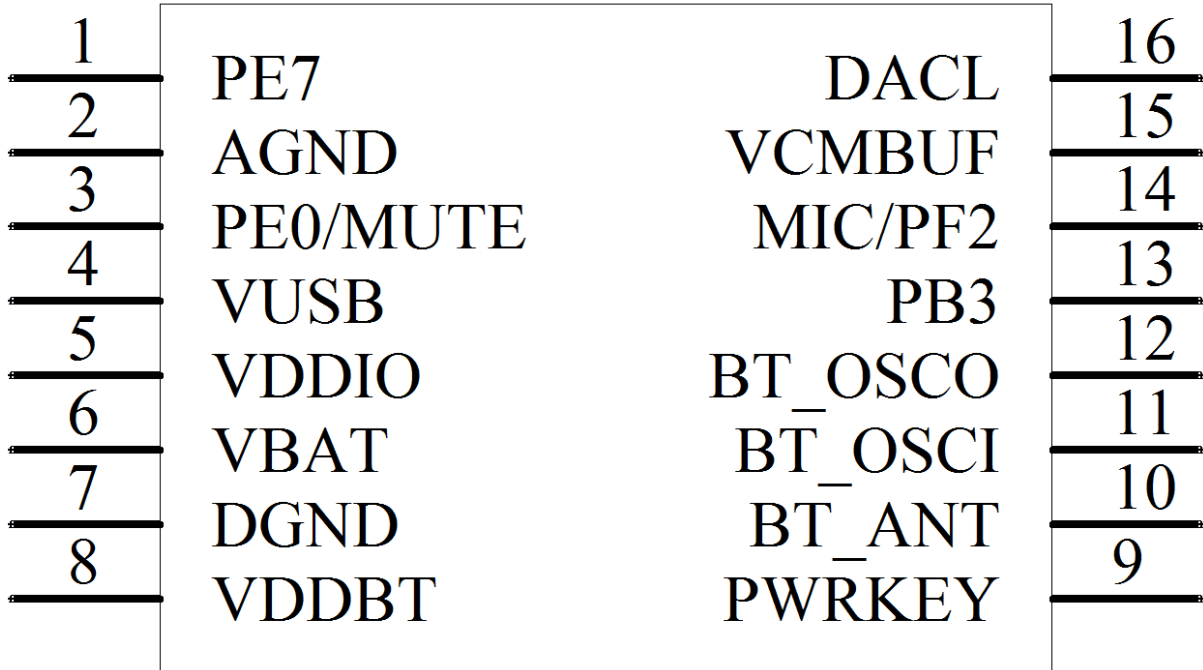 1 PE7 DACL 16
2 AGND VCMBUF 15
3 PE0/MUTE MIC/PF2 14
4 VUSB PB3 13
5 VDDIO BT_OSCO 12
6 VBAT BT_OSCI 11
7 DGND BT_ANT 10
8 VDDBT PWRKEY 9